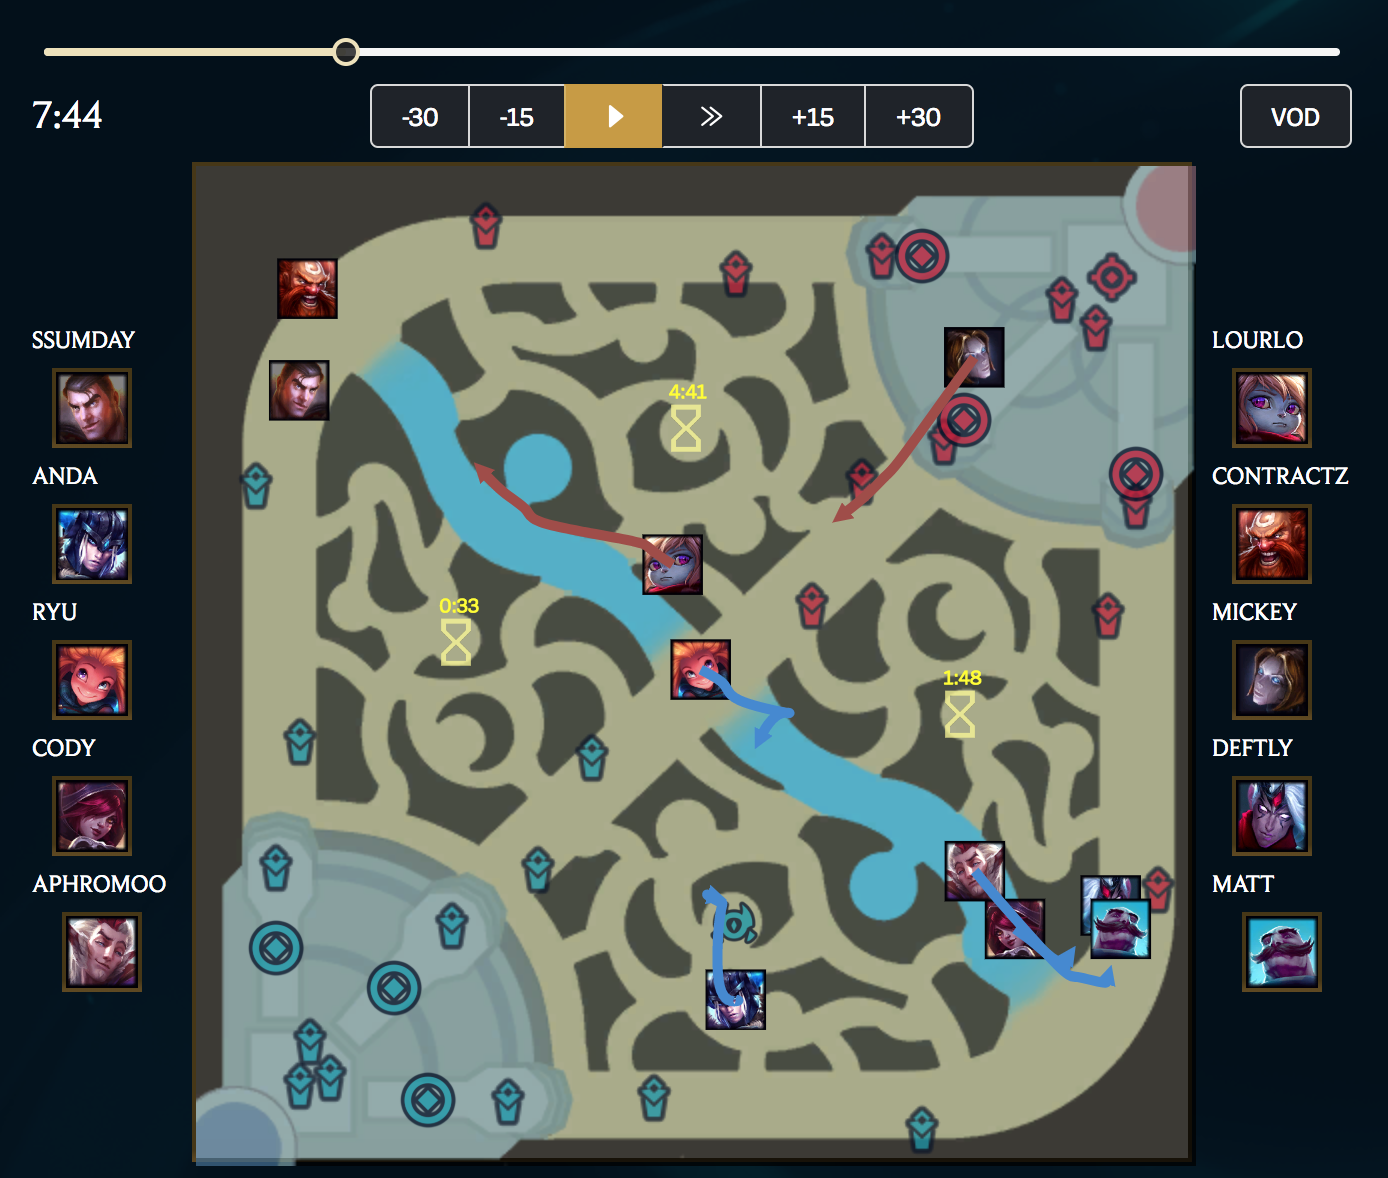 7:44
-30
-15
+15
+30
VOD
SSUMDAY
ANDA
RYU
CODY
APHROMOO
4:41
0:33
1:48
LOURLO
CONTRACTZ
MICKEY
DEFTLY
MATT